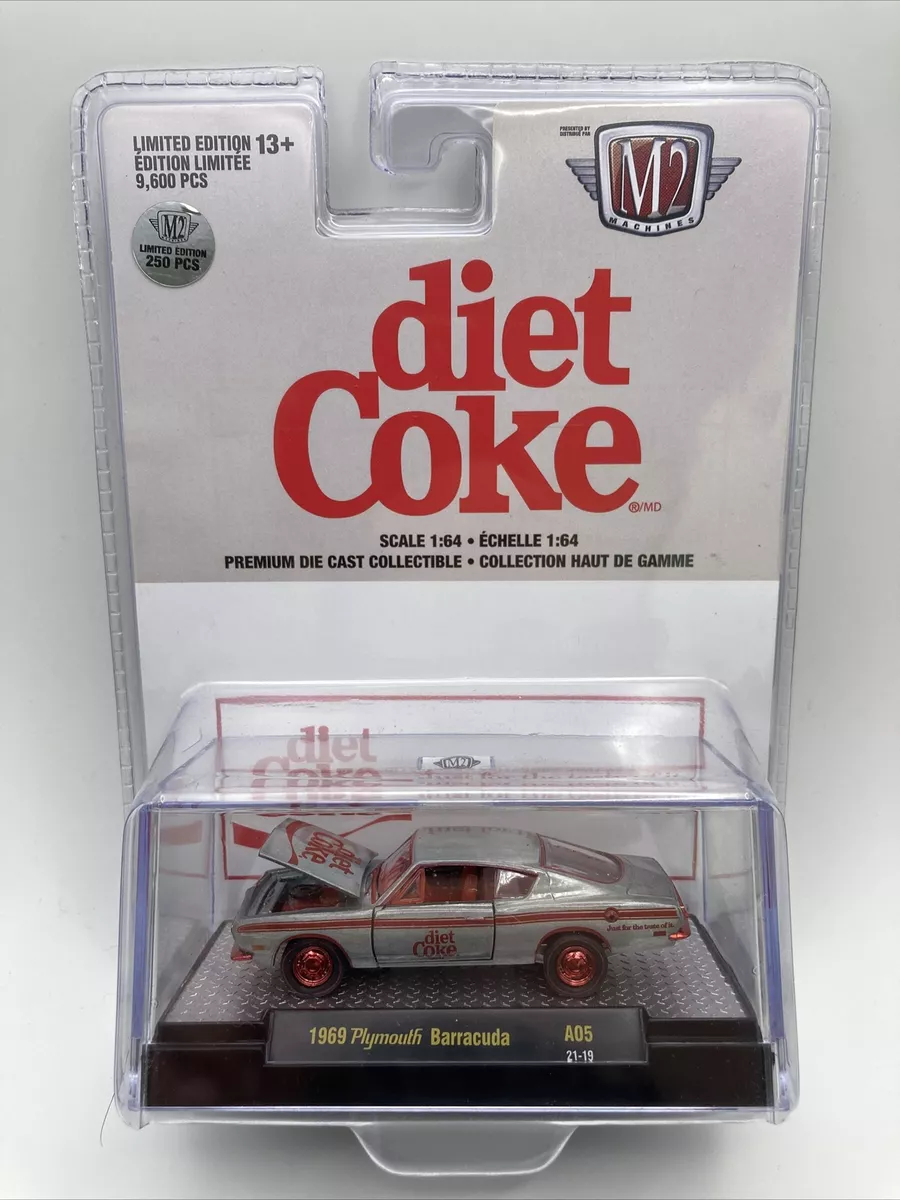 LIMITED EDITION 13+
ÉDITION LIMITÉE
9,600 PCS
PRESENTED BY
DISTRIBUÉ PAR
M2
MACHINES
M2
MACHINES
LIMITED EDITION
250 PCS
diet
Coke
®/MD
SCALE 1:64 • ÉCHELLE 1:64
PREMIUM DIE CAST COLLECTIBLE • COLLECTION HAUT DE GAMME
diet
Coke
M2
diet
Coke
Just for the taste of it.
diet
Coke
1969 Plymouth Barracuda A05
21-19